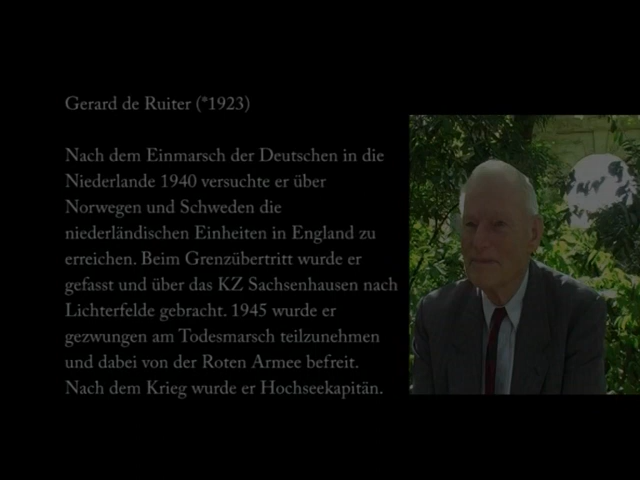 Gerard de Ruiter (*1923)
Nach dem Einmarsch der Deutschen in die
Niederlande 1940 versuchte er über
Norwegen und Schweden die
niederländischen Einheiten in England zu
erreichen. Beim Grenzübertritt wurde er
gefasst und über das KZ Sachsenhausen nach
Lichterfelde gebracht. 1945 wurde er
gezwungen am Todesmarsch teilzunehmen
und dabei von der Roten Armee befreit.
Nach dem Krieg wurde er Hochseekapitän.